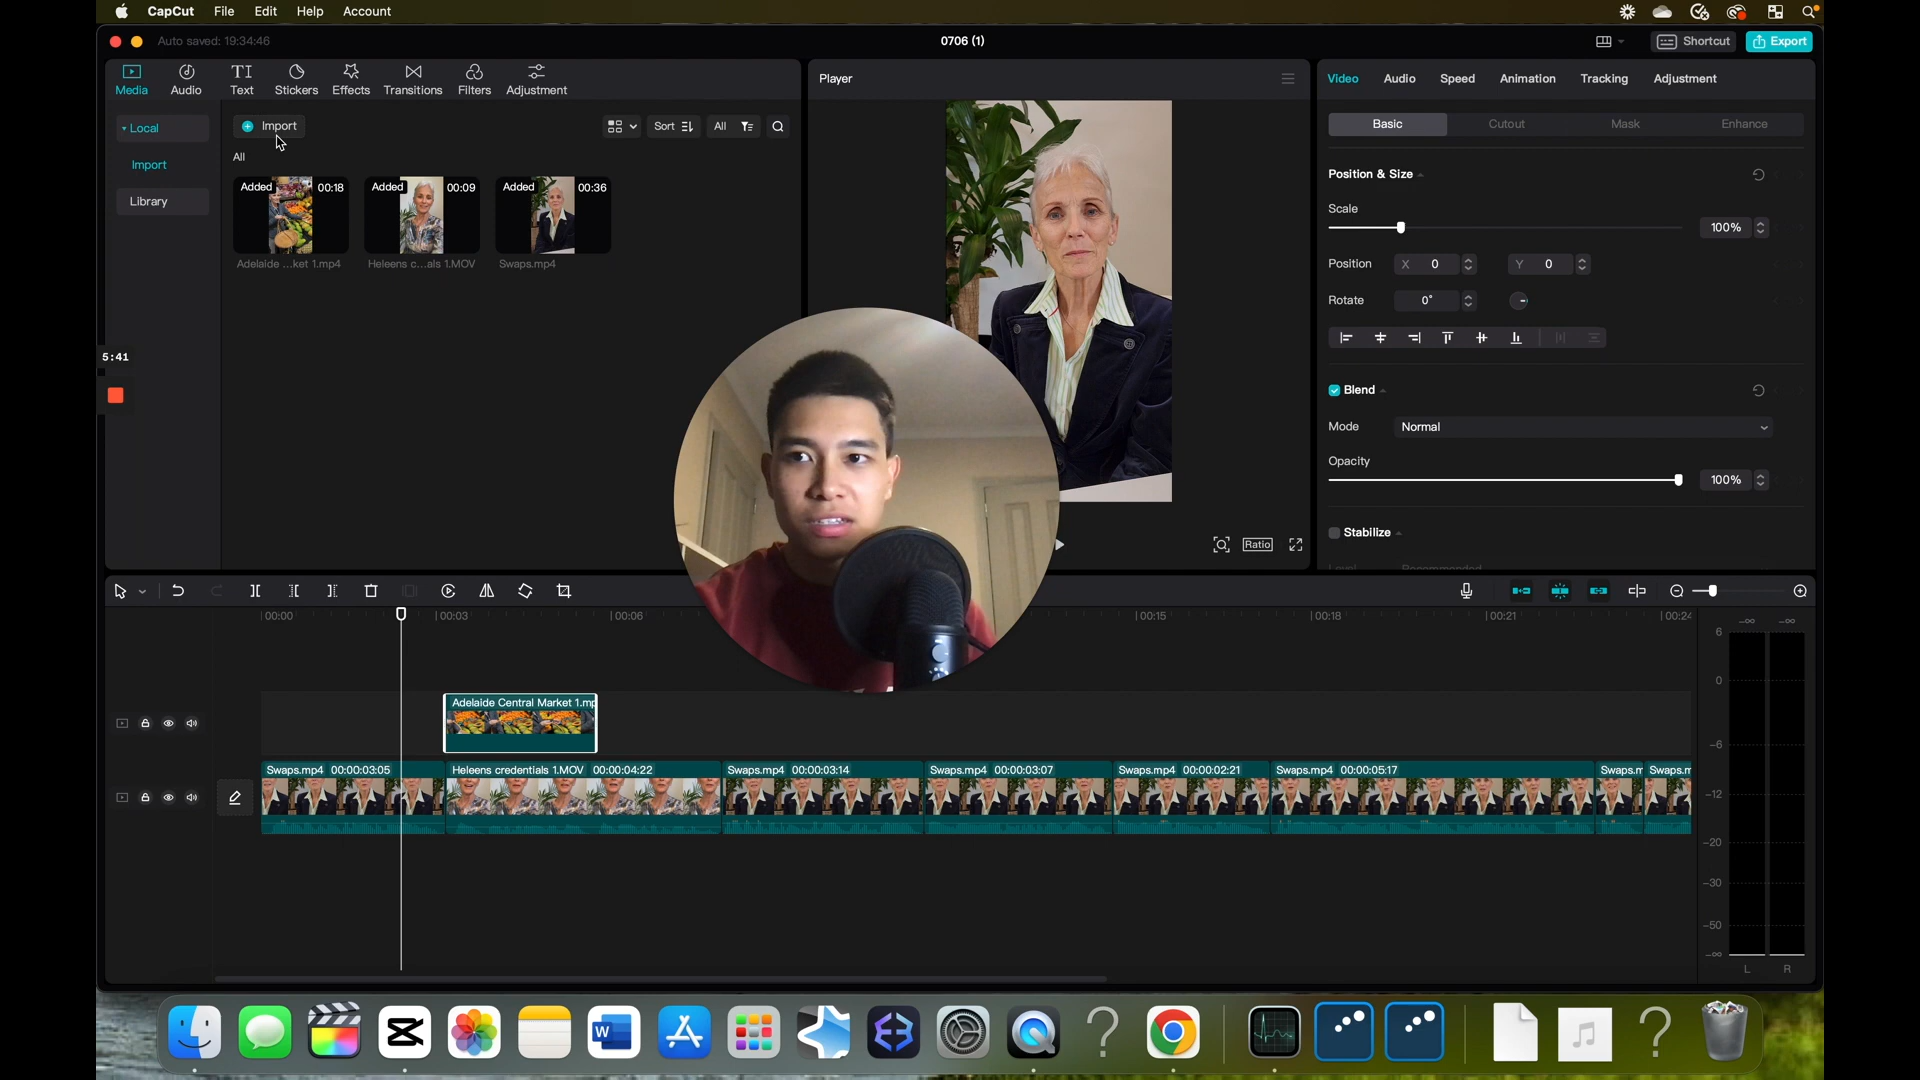 CapCut File Edit Help Account
Auto saved: 19:34:46
0706 (1)
Shortcut
Export
Media
Audio
Text
Stickers
Effects
Transitions
Filters
Adjustment
Local
Import
Library
Import
Sort
All
All
Added 00:18
Added 00:09
Added 00:36
Adelaide ...ket 1.mp4
Heleens c...als 1.MOV
Swaps.mp4
5:41
Player
Ratio
Video
Audio
Speed
Animation
Tracking
Adjustment
Basic
Cutout
Mask
Enhance
Position & Size
Scale
100%
Position
X 0
Y 0
Rotate
0°
Blend
Mode
Normal
Opacity
100%
Stabilize
Level
Recommended
00:00
00:03
00:06
00:15
00:18
00:21
00:24
Adelaide Central Market 1.mp
Swaps.mp4 00:00:03:05
Heleens credentials 1.MOV 00:00:04:22
Swaps.mp4 00:00:03:14
Swaps.mp4 00:00:03:07
Swaps.mp4 00:00:02:21
Swaps.mp4 00:00:05:17
Swaps.m
Swaps.m
-∞ -∞
6
0
-6
-12
-20
-30
-50
-∞
L R
W